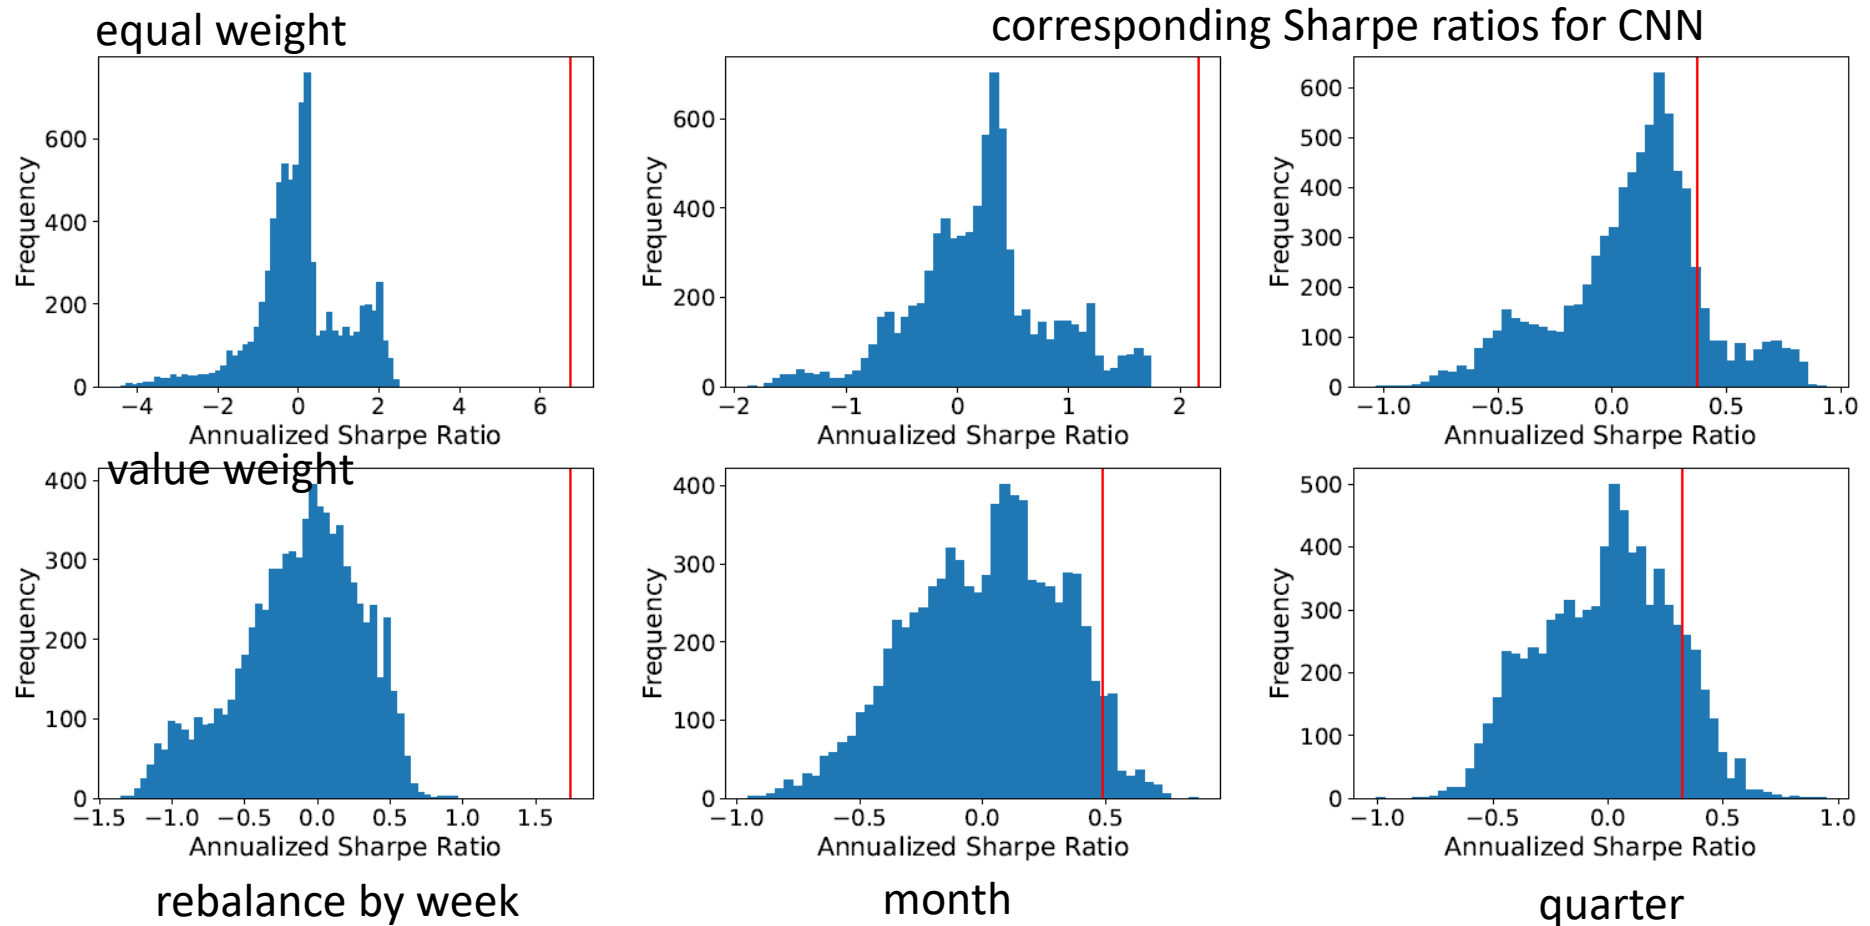 equal weight
corresponding Sharpe ratios for CNN
Frequency
600
400
200
0
−4 −2 0 2 4 6
Annualized Sharpe Ratio
Frequency
600
400
200
0
−2 −1 0 1 2
Annualized Sharpe Ratio
Frequency
600
500
400
300
200
100
0
−1.0 −0.5 0.0 0.5 1.0
Annualized Sharpe Ratio
value weight
Frequency
400
300
200
100
0
−1.5 −1.0 −0.5 0.0 0.5 1.0 1.5
Annualized Sharpe Ratio
Frequency
400
300
200
100
0
−1.0 −0.5 0.0 0.5
Annualized Sharpe Ratio
Frequency
500
400
300
200
100
0
−1.0 −0.5 0.0 0.5 1.0
Annualized Sharpe Ratio
rebalance by week
month
quarter